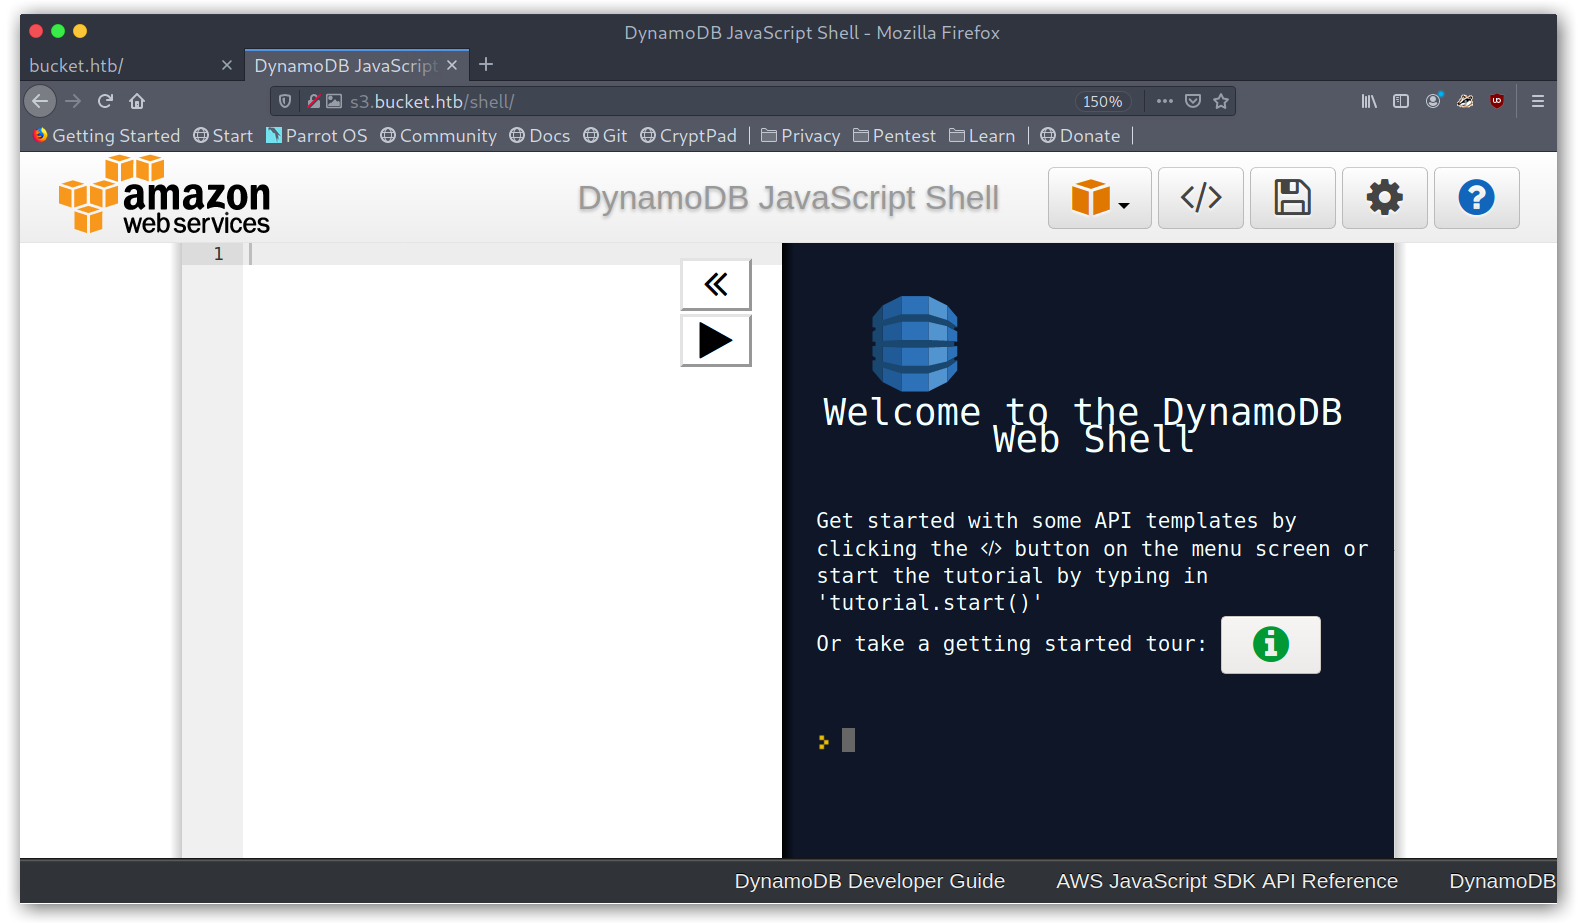 DynamoDB JavaScript Shell - Mozilla Firefox
bucket.htb/
DynamoDB JavaScript
s3.bucket.htb/shell/
150%
Getting Started Start Parrot OS Community Docs Git CryptPad Privacy Pentest Learn Donate
amazon
web services
DynamoDB JavaScript Shell
</>
?
1
Welcome to the DynamoDB
Web Shell
Get started with some API templates by
clicking the </> button on the menu screen or
start the tutorial by typing in
'tutorial.start()'
Or take a getting started tour:
>
DynamoDB Developer Guide AWS JavaScript SDK API Reference DynamoDB